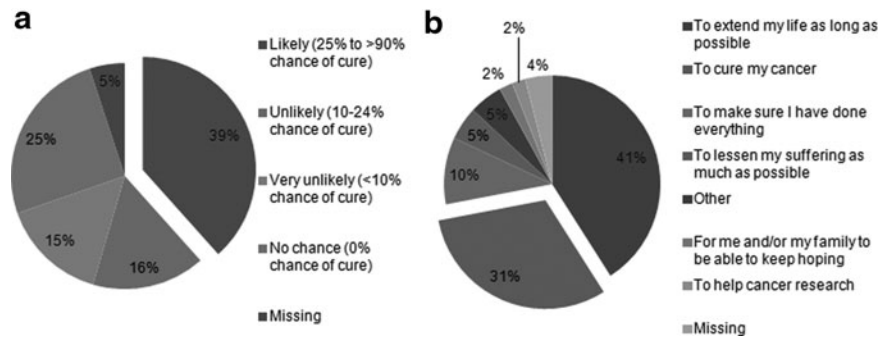 a
5%
39%
25%
15%
16%
Likely (25% to >90%
chance of cure)
Unlikely (10-24%
chance of cure)
Very unlikely (<10%
chance of cure)
No chance (0%
chance of cure)
Missing
b
2%
2%
4%
5%
5%
10%
41%
31%
To extend my life as long as
possible
To cure my cancer
To make sure I have done
everything
To lessen my suffering as
much as possible
Other
For me and/or my family to
be able to keep hoping
To help cancer research
Missing